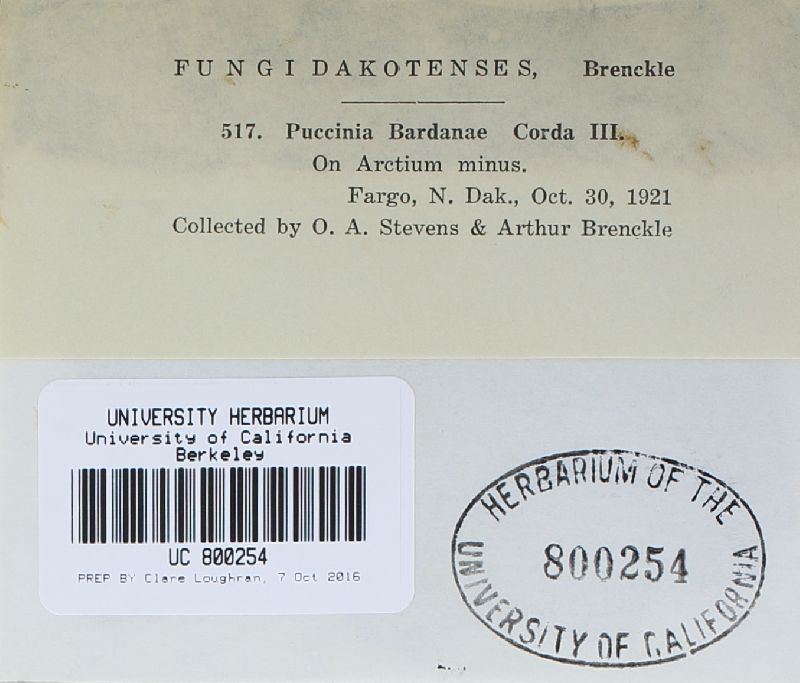 FUNGI DAKOTENSES, Brenckle
517. Puccinia Bardanae Corda III.
On Arctium minus.
Fargo, N. Dak., Oct. 30, 1921
Collected by O. A. Stevens & Arthur Brenckle
UNIVERSITY HERBARIUM
University of California
Berkeley
UC 800254
PREP BY Clare Loughran, 7 Oct 2016
HERBARIUM OF THE
800254
UNIVERSITY OF CALIFORNIA